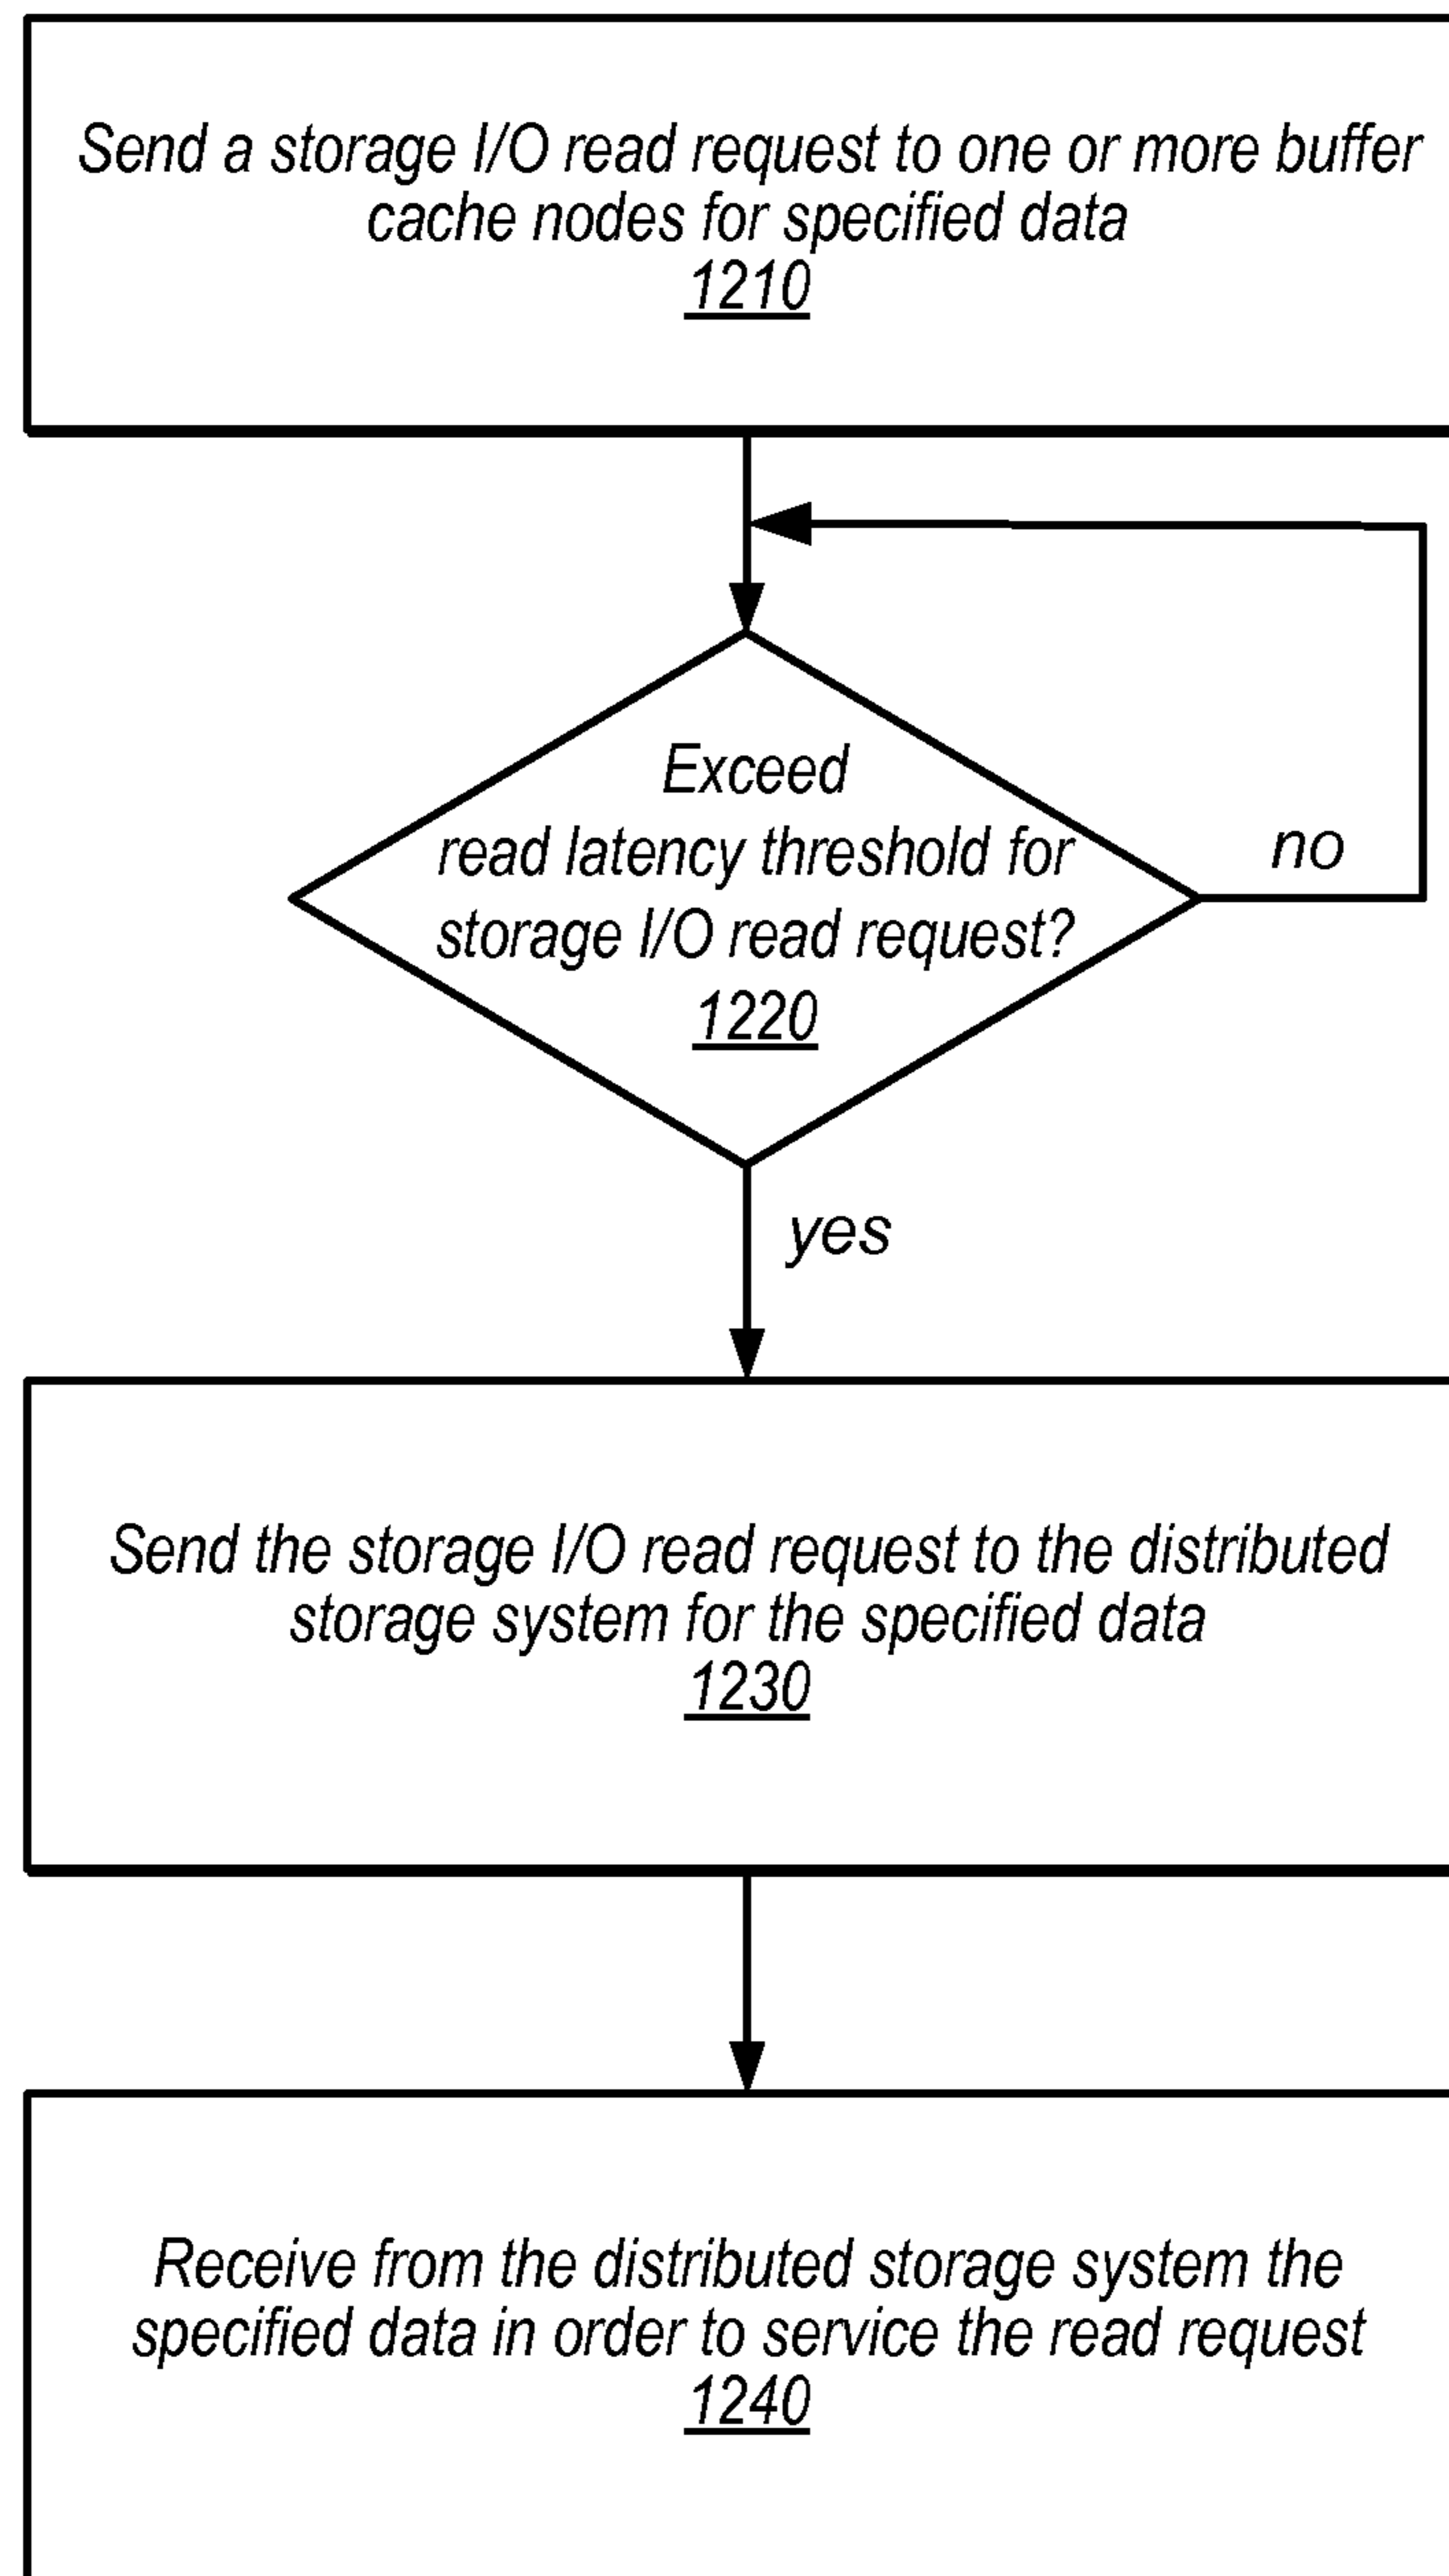 Send a storage I/O read request to one or more buffer
cache nodes for specified data
1210
Exceed
read latency threshold for
storage I/O read request?
1220
no
yes
Send the storage I/O read request to the distributed
storage system for the specified data
1230
Receive from the distributed storage system the
specified data in order to service the read request
1240